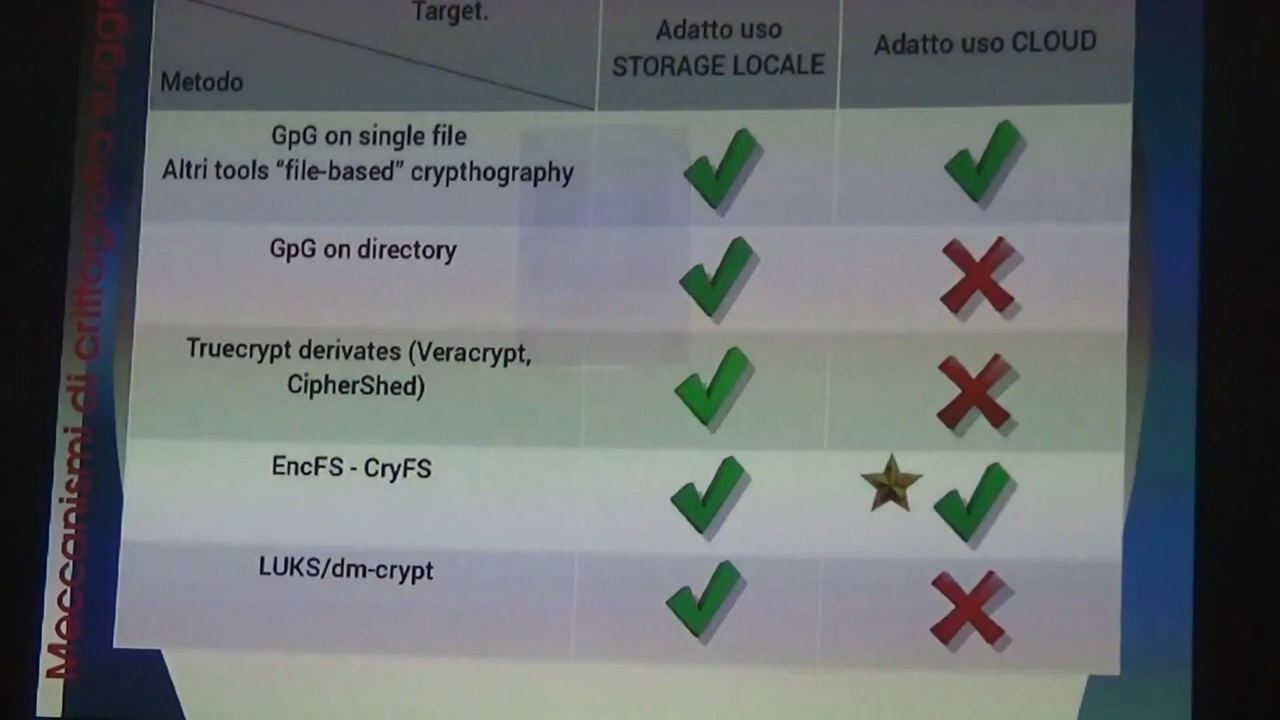 Meccanismi di crittografia
Target.
Metodo
Adatto uso
STORAGE LOCALE
Adatto uso CLOUD
GpG on single file
Altri tools “file-based” crypthography
GpG on directory
Truecrypt derivates (Veracrypt,
CipherShed)
EncFS - CryFS
LUKS/dm-crypt